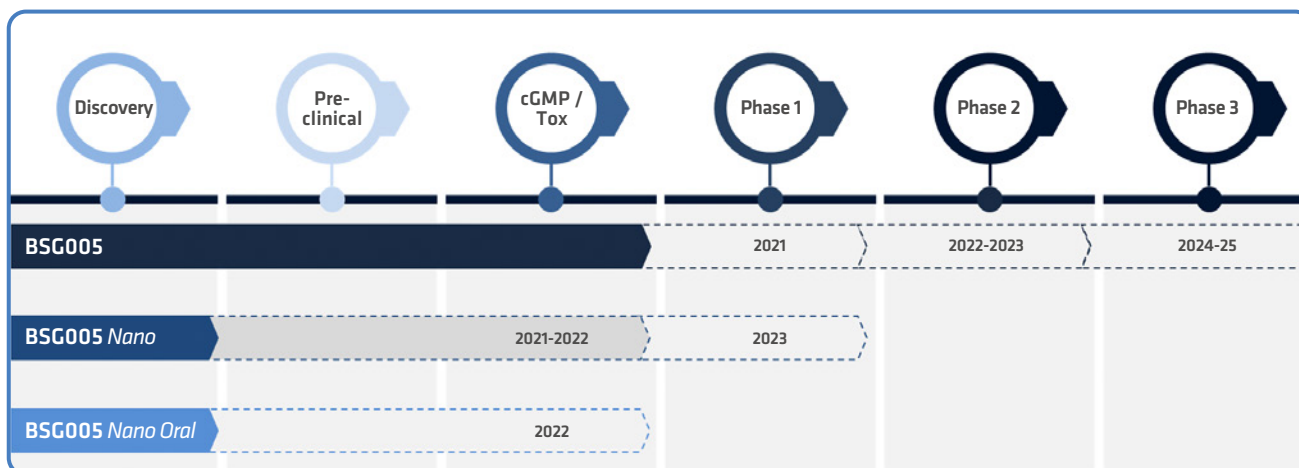 Discovery
Pre-
clinical
cGMP /
Tox
Phase 1
Phase 2
Phase 3
BSG005
2021
2022-2023
2024-25
BSG005 Nano
2021-2022
2023
BSG005 Nano Oral
2022